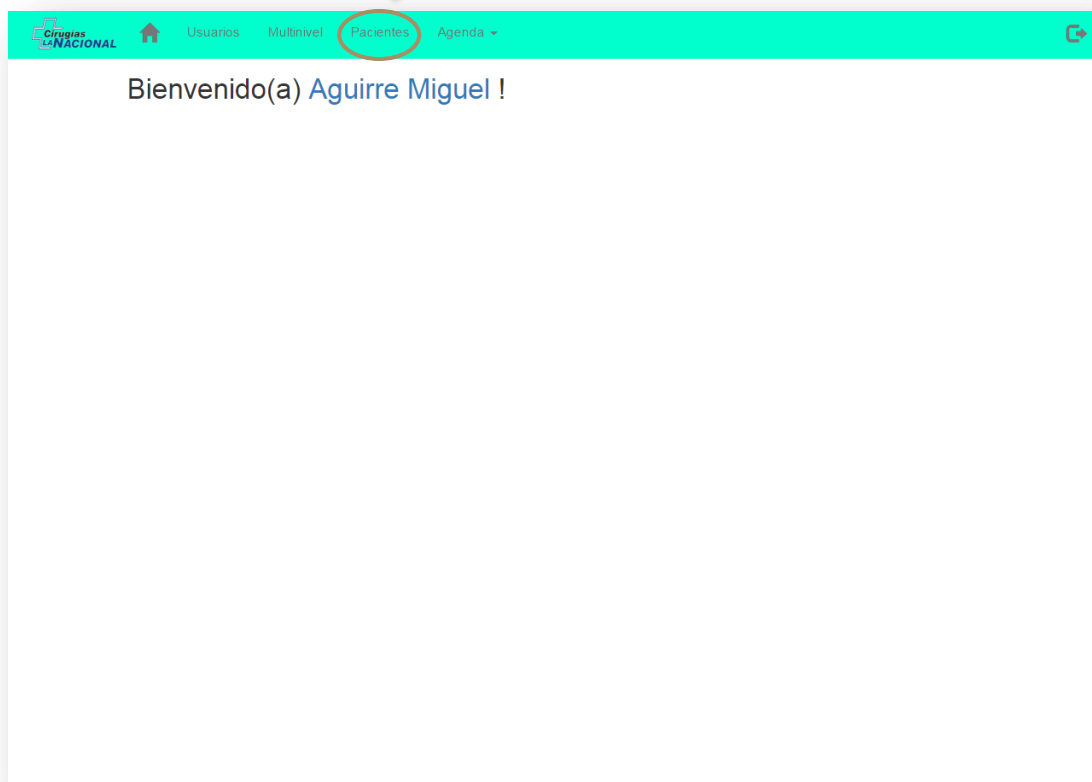 Cirugias
LA NACIONAL
Usuarios Multinivel Pacientes Agenda
Bienvenido(a) Aguirre Miguel !